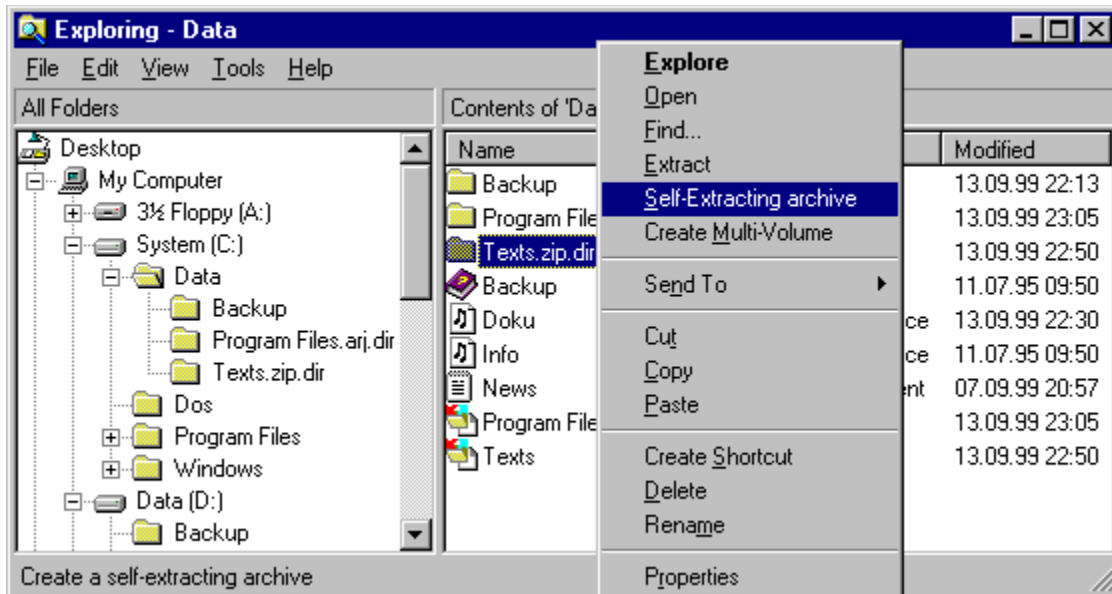 Exploring - Data
File Edit View Tools Help
All Folders
Desktop
My Computer
3½ Floppy (A:)
System (C:)
Data
Backup
Program Files.arj.dir
Texts.zip.dir
Dos
Program Files
Windows
Data (D:)
Backup
Contents of 'Da
Name Modified
Backup 13.09.99 22:13
Program File 13.09.99 23:05
Texts.zip.dir 13.09.99 22:50
Backup 11.07.95 09:50
Doku ce 13.09.99 22:30
Info ce 11.07.95 09:50
News ent 07.09.99 20:57
Program File 13.09.99 23:05
Texts 13.09.99 22:50
Explore
Open
Find...
Extract
Self-Extracting archive
Create Multi-Volume
Send To
Cut
Copy
Paste
Create Shortcut
Delete
Rename
Properties
Create a self-extracting archive